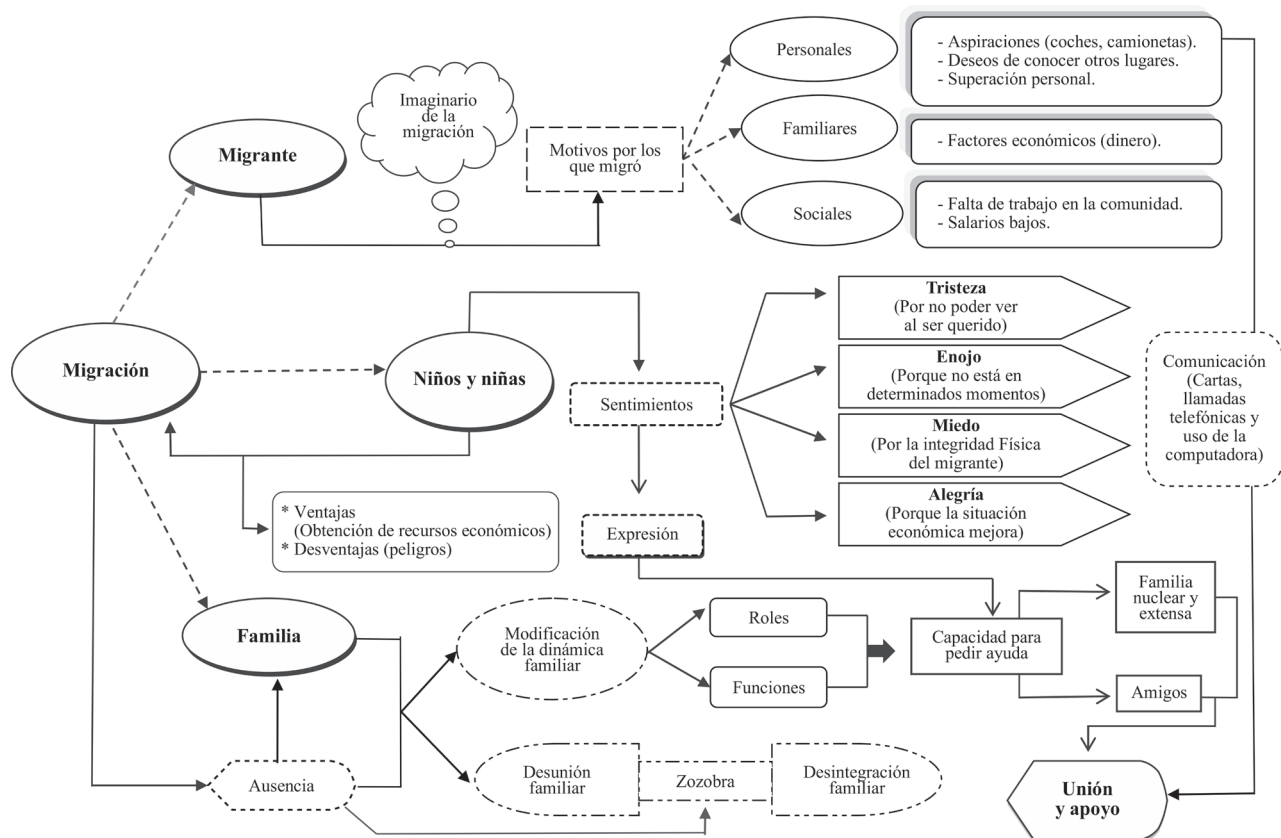 Personales
- Aspiraciones (coches, camionetas).
- Deseos de conocer otros lugares.
- Superación personal.
Imaginario
de la
migración
Migrante
Motivos por los
que migró
Familiares
- Factores económicos (dinero).
Sociales
- Falta de trabajo en la comunidad.
- Salarios bajos.
Migración
Niños y niñas
Sentimientos
Tristeza
(Por no poder ver
al ser querido)
Enojo
(Porque no está en
determinados momentos)
Miedo
(Por la integridad Física
del migrante)
Alegría
(Porque la situación
económica mejora)
Comunicación
(Cartas,
llamadas
telefónicas y
uso de la
computadora)
* Ventajas
(Obtención de recursos económicos)
* Desventajas (peligros)
Expresión
Familia
Modificación
de la dinámica
familiar
Roles
Funciones
Capacidad para
pedir ayuda
Familia
nuclear y
extensa
Amigos
Ausencia
Desunión
familiar
Zozobra
Desintegración
familiar
Unión
y apoyo